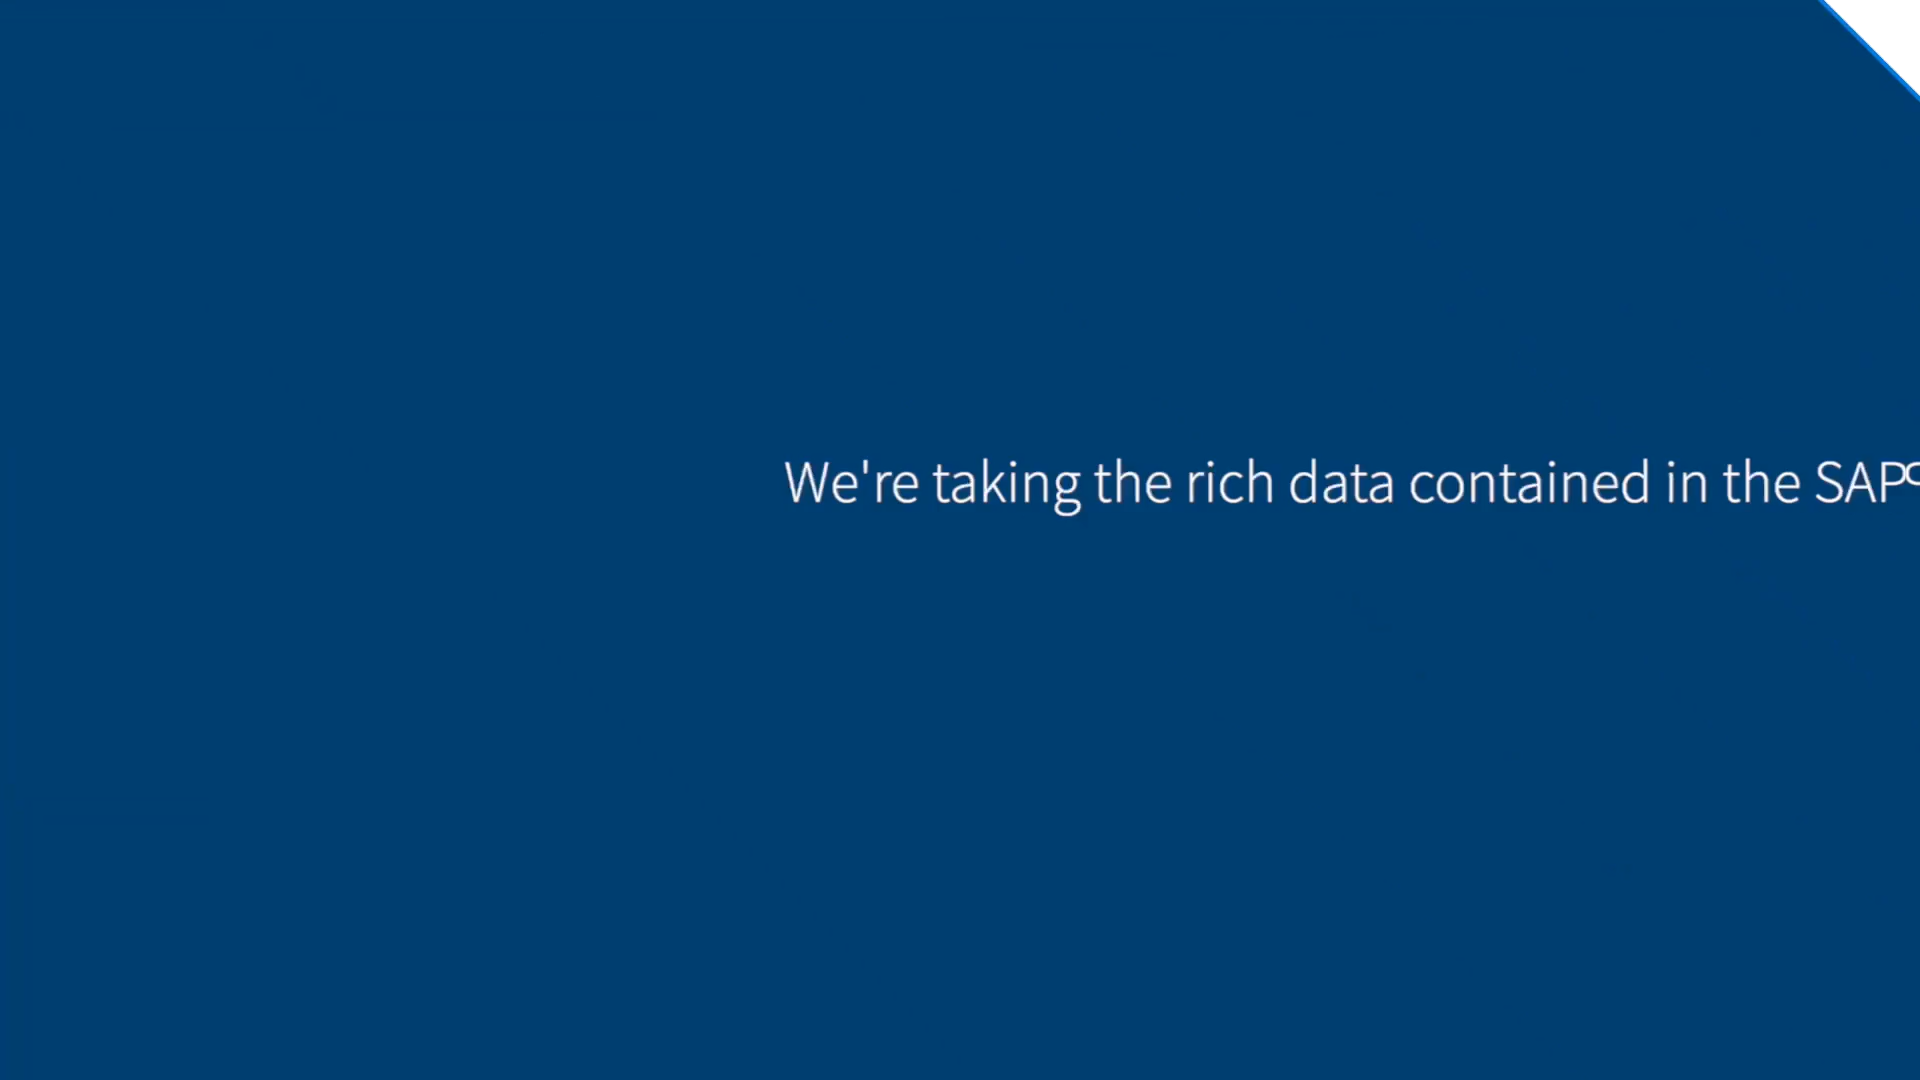 We're taking the rich data contained in the SAP